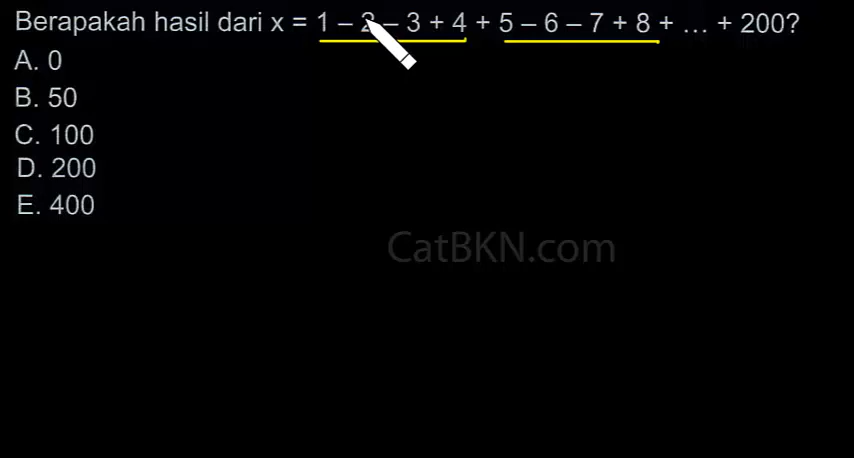 Berapakah hasil dari x = 1 – 2 – 3 + 4 + 5 – 6 – 7 + 8 + … + 200?
A. 0
B. 50
C. 100
D. 200
E. 400
CatBKN.com